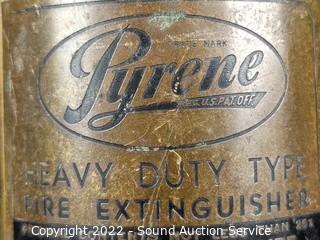 TRADE MARK
Pyrene
REG. U.S. PAT. OFF.
HEAVY DUTY TYPE
FIRE EXTINGUISHER
Copyright 2022 - Sound Auction Service